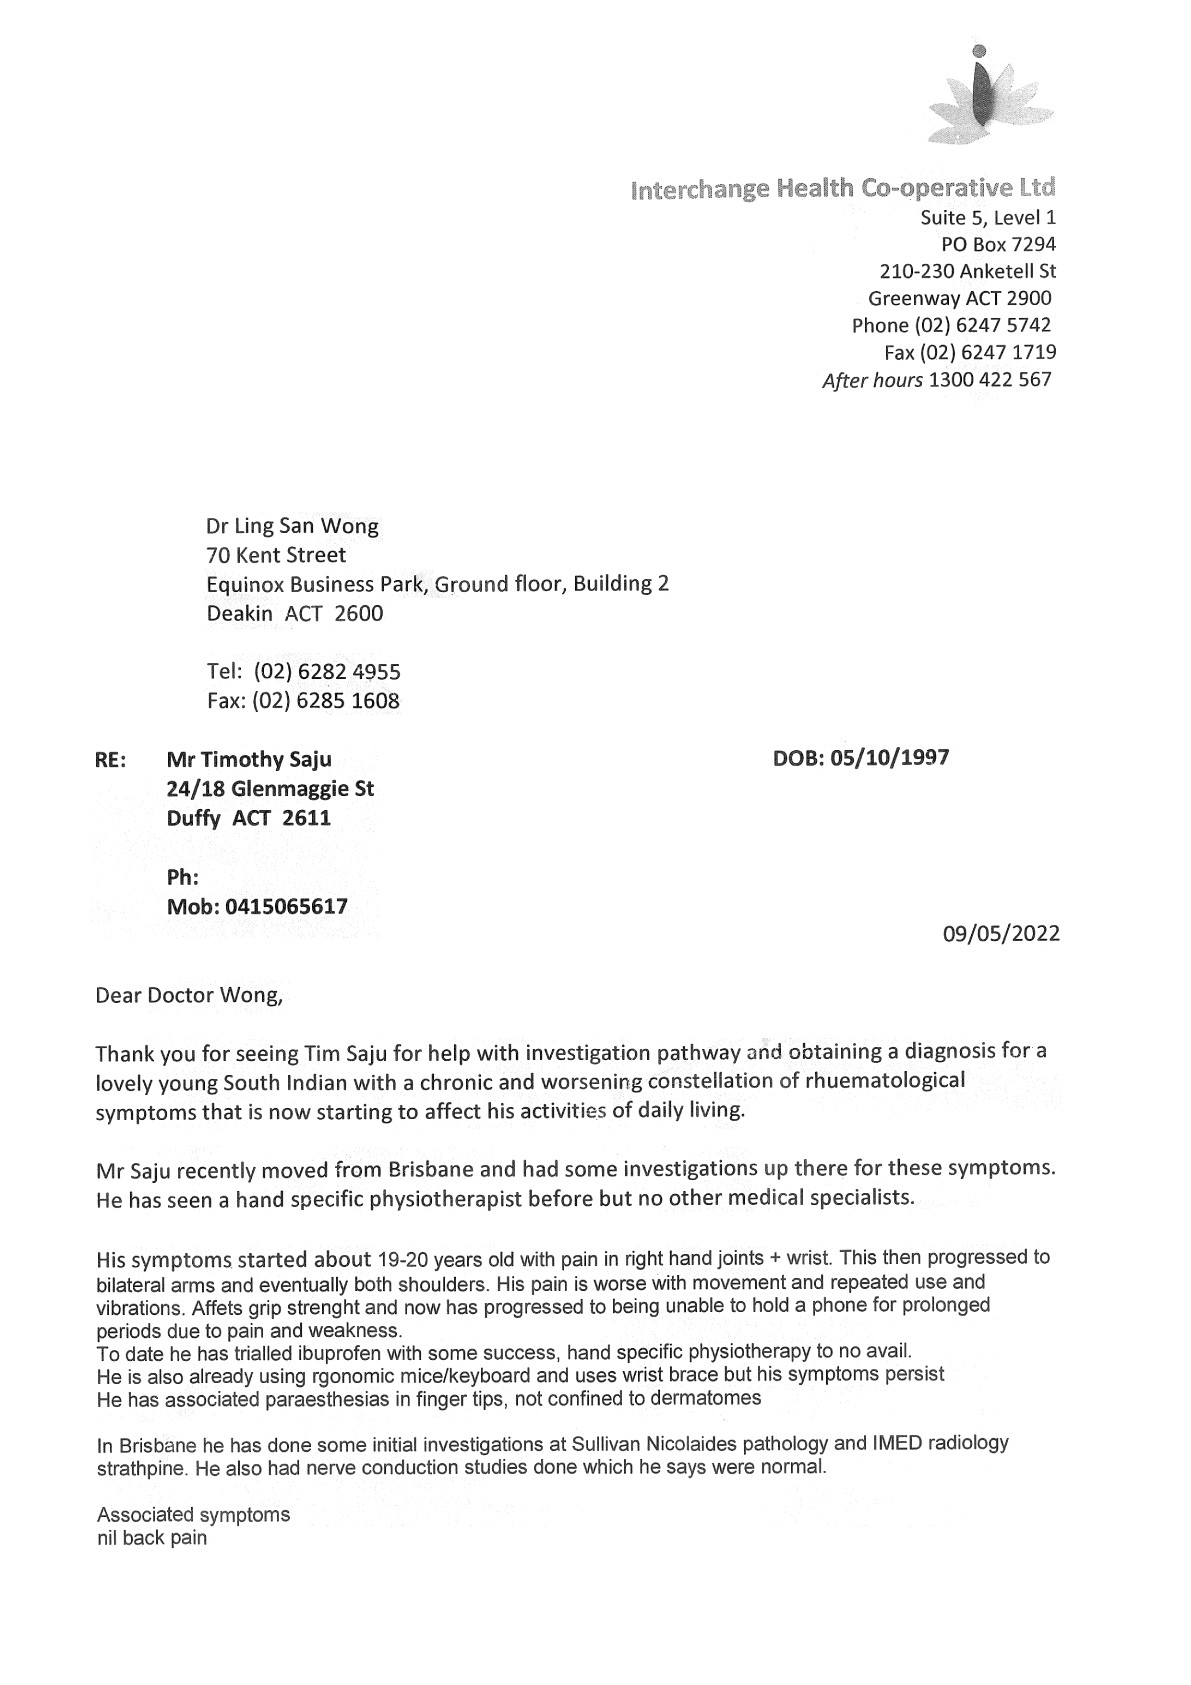 Interchange Health Co-operative Ltd
Suite 5, Level 1
PO Box 7294
210-230 Anketell St
Greenway ACT 2900
Phone (02) 6247 5742
Fax (02) 6247 1719
After hours 1300 422 567
Dr Ling San Wong
70 Kent Street
Equinox Business Park, Ground floor, Building 2
Deakin ACT 2600
Tel: (02) 6282 4955
Fax: (02) 6285 1608
RE: Mr Timothy Saju DOB: 05/10/1997
24/18 Glenmaggie St
Duffy ACT 2611
Ph:
Mob: 0415065617
09/05/2022
Dear Doctor Wong,
Thank you for seeing Tim Saju for help with investigation pathway and obtaining a diagnosis for a
lovely young South Indian with a chronic and worsening constellation of rhuematological
symptoms that is now starting to affect his activities of daily living.
Mr Saju recently moved from Brisbane and had some investigations up there for these symptoms.
He has seen a hand specific physiotherapist before but no other medical specialists.
His symptoms started about 19-20 years old with pain in right hand joints + wrist. This then progressed to
bilateral arms and eventually both shoulders. His pain is worse with movement and repeated use and
vibrations. Affets grip strenght and now has progressed to being unable to hold a phone for prolonged
periods due to pain and weakness.
To date he has trialled ibuprofen with some success, hand specific physiotherapy to no avail.
He is also already using rgonomic mice/keyboard and uses wrist brace but his symptoms persist
He has associated paraesthesias in finger tips, not confined to dermatomes
In Brisbane he has done some initial investigations at Sullivan Nicolaides pathology and IMED radiology
strathpine. He also had nerve conduction studies done which he says were normal.
Associated symptoms
nil back pain